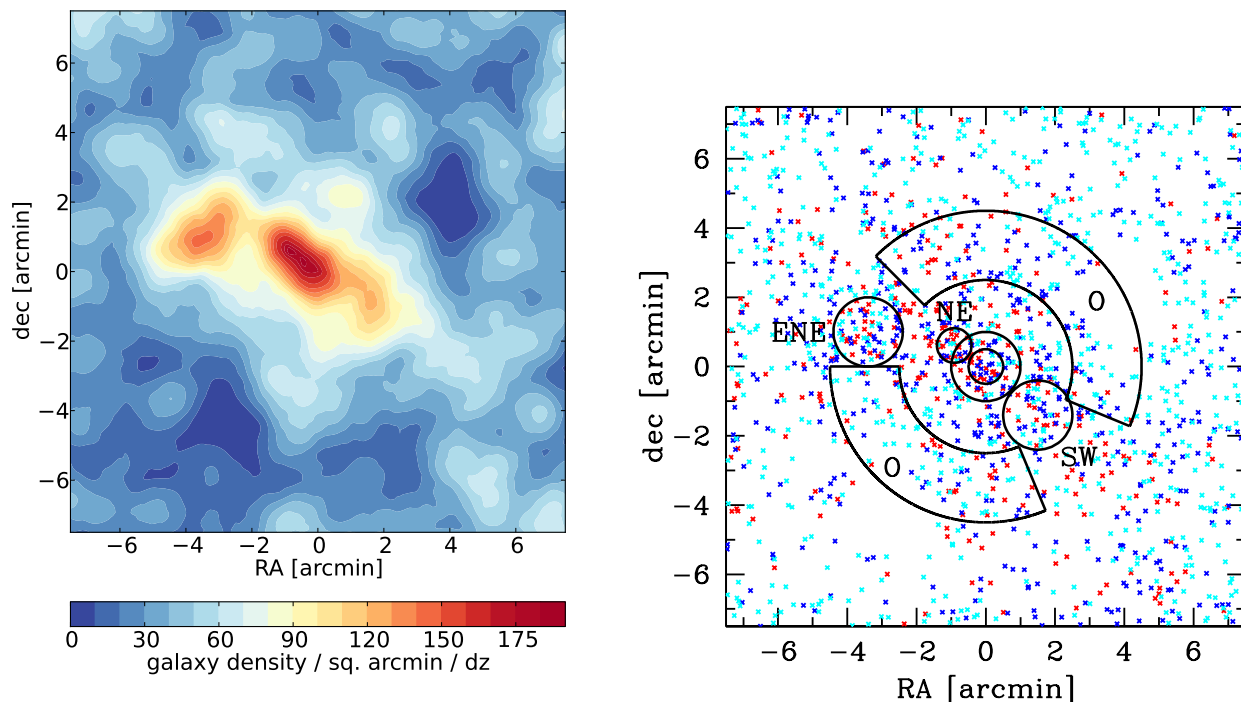 6
4
2
0
−2
−4
−6
dec [arcmin]
−6 −4 −2 0 2 4 6
RA [arcmin]
0 30 60 90 120 150 175
galaxy density / sq. arcmin / dz
6
4
2
0
−2
−4
−6
dec [arcmin]
O
NE
ENE
SW
O
−6 −4 −2 0 2 4 6
RA [arcmin]